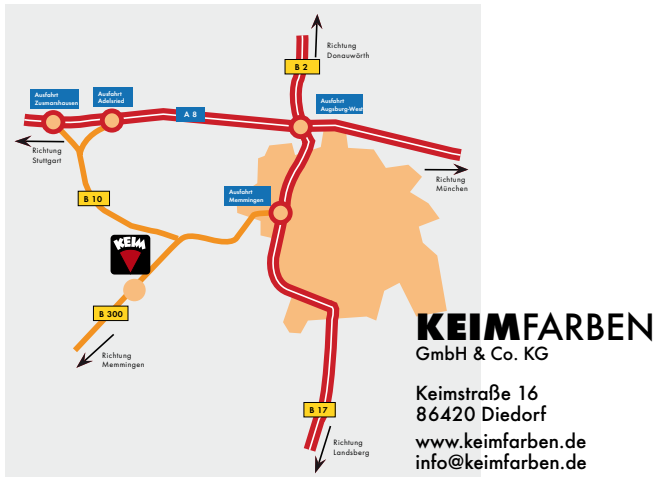 Richtung
Donauwörth
B 2
Ausfahrt
Zusmarshausen
Ausfahrt
Adelsried
A 8
Ausfahrt
Augsburg-West
Richtung
Stuttgart
Richtung
München
Ausfahrt
Memmingen
B 10
KEIM
B 300
Richtung
Memmingen
KEIMFARBEN
GmbH & Co. KG
Keimstraße 16
86420 Diedorf
www.keimfarben.de
info@keimfarben.de
B 17
Richtung
Landsberg